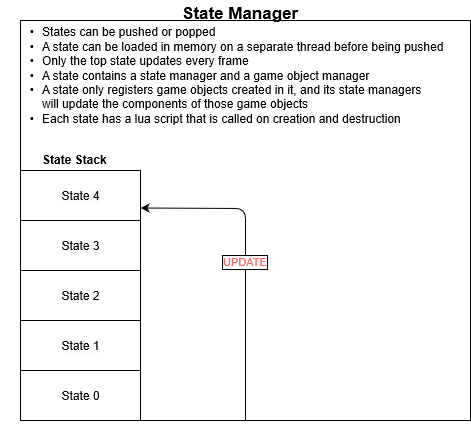 State Manager
• States can be pushed or popped
• A state can be loaded in memory on a separate thread before being pushed
• Only the top state updates every frame
• A state contains a state manager and a game object manager
• A state only registers game objects created in it, and its state managers
will update the components of those game objects
• Each state has a lua script that is called on creation and destruction
State Stack
State 4
State 3
UPDATE
State 2
State 1
State 0